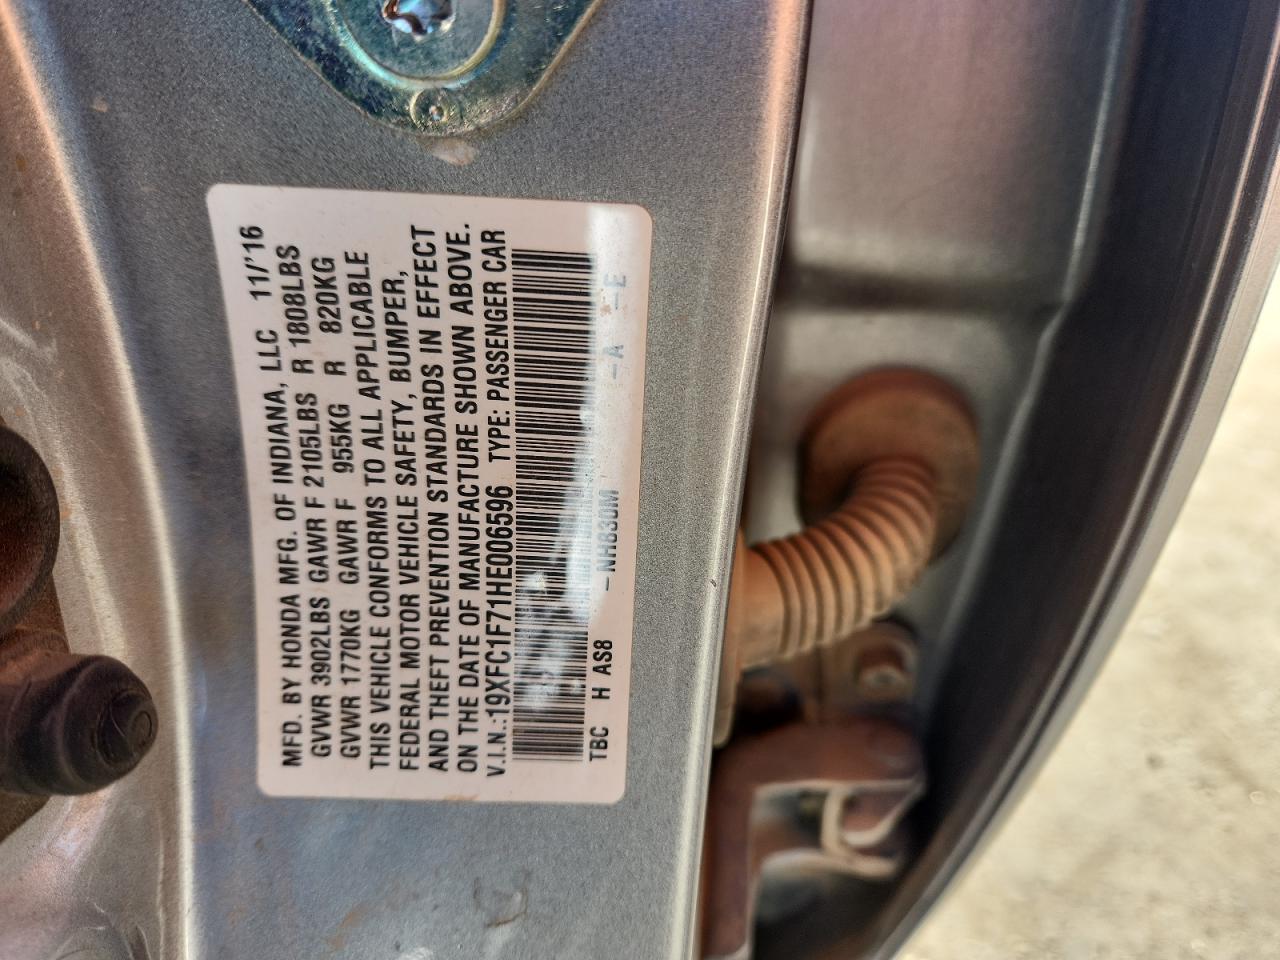 MFD. BY HONDA MFG. OF INDIANA, LLC 11/'16
GVWR 3902LBS GAWR F 2105LBS R 1808LBS
GVWR 1770KG GAWR F 955KG R 820KG
THIS VEHICLE CONFORMS TO ALL APPLICABLE
FEDERAL MOTOR VEHICLE SAFETY, BUMPER,
AND THEFT PREVENTION STANDARDS IN EFFECT
ON THE DATE OF MANUFACTURE SHOWN ABOVE.
V.I.N.:19XFC1F71HE006596 TYPE: PASSENGER CAR
TBC H AS8 -NH830M -A -E